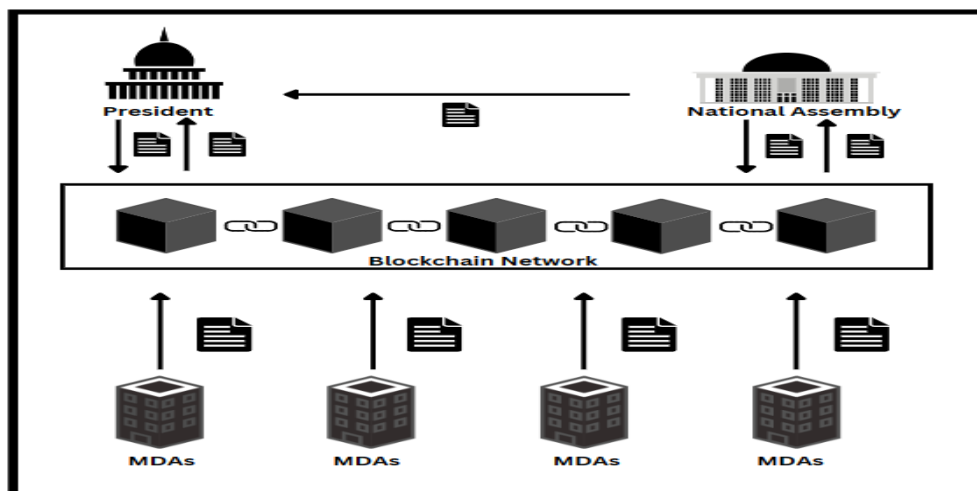 President
National Assembly
Blockchain Network
MDAs
MDAs
MDAs
MDAs